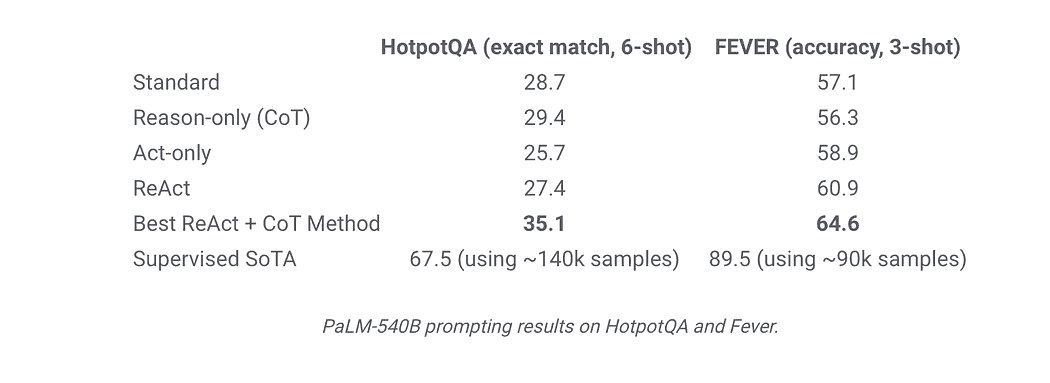 HotpotQA (exact match, 6-shot) FEVER (accuracy, 3-shot)
Standard 28.7 57.1
Reason-only (CoT) 29.4 56.3
Act-only 25.7 58.9
ReAct 27.4 60.9
Best ReAct + CoT Method 35.1 64.6
Supervised SoTA 67.5 (using ~140k samples) 89.5 (using ~90k samples)
PaLM-540B prompting results on HotpotQA and Fever.